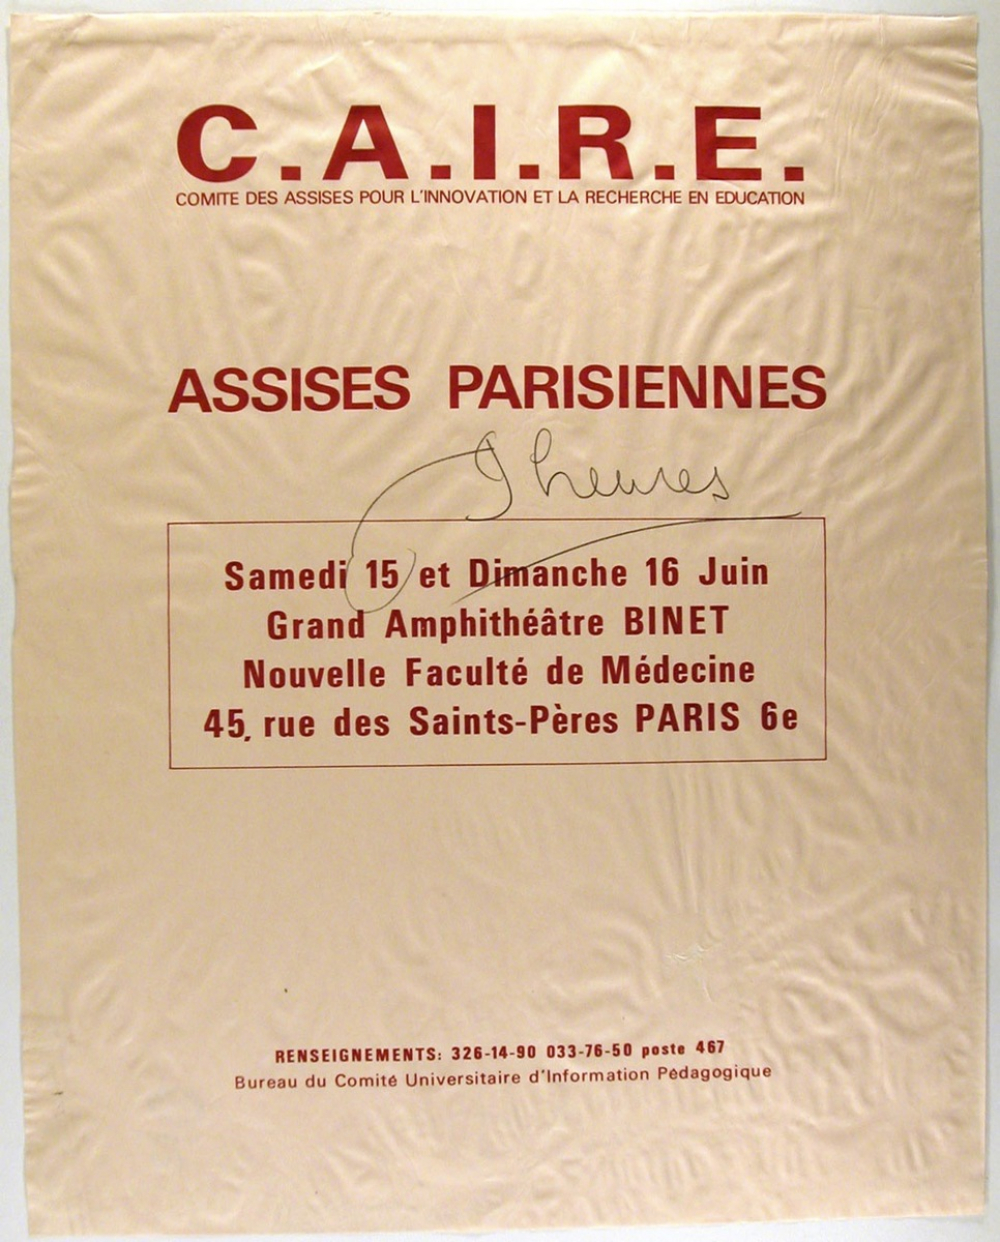 C.A.I.R.E.
COMITE DES ASSISES POUR L'INNOVATION ET LA RECHERCHE EN EDUCATION
ASSISES PARISIENNES
9 heures
Samedi 15 et Dimanche 16 Juin
Grand Amphithéâtre BINET
Nouvelle Faculté de Médecine
45, rue des Saints-Pères PARIS 6e
RENSEIGNEMENTS: 326-14-90 033-76-50 poste 467
Bureau du Comité Universitaire d'Information Pédagogique